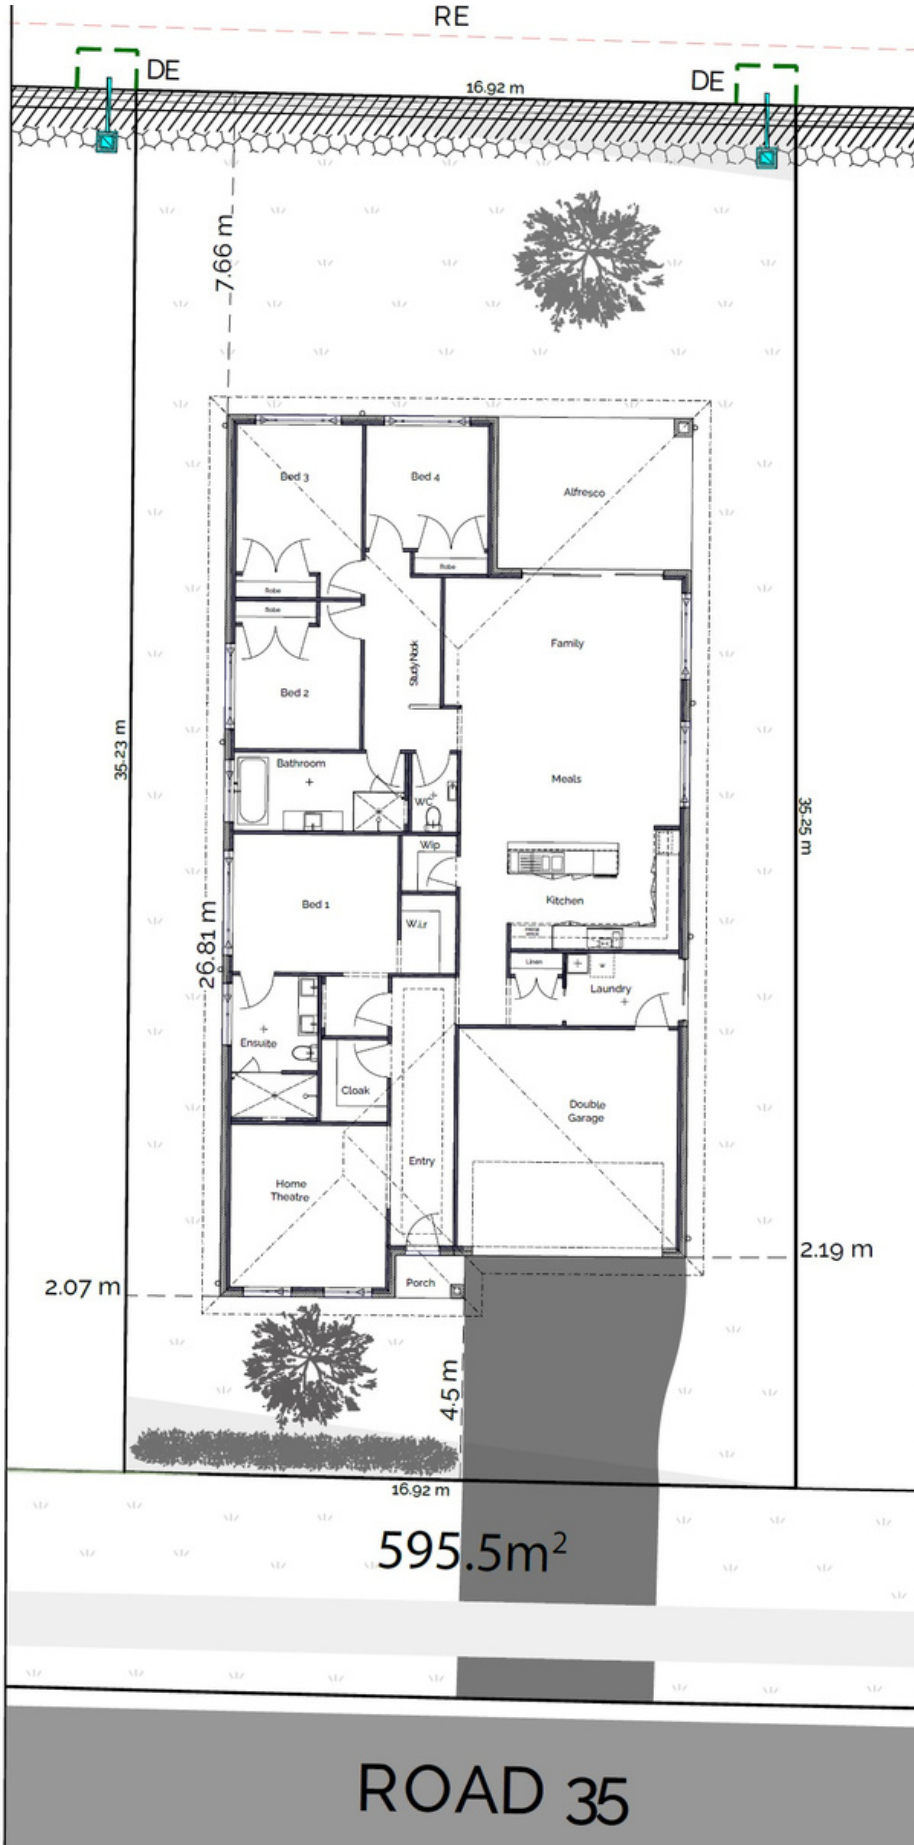 RE
DE
DE
16.92 m
7.66 m
Bed 3
Bed 4
Alfresco
Robe
Robe
Robe
Family
Study Nook
Bed 2
35.23 m
Bathroom
Meals
WC
35.25 m
Wip
Kitchen
Bed 1
W.i.r
26.81 m
Linen
Laundry
Ensuite
Cloak
Double
Garage
Entry
Home
Theatre
2.19 m
2.07 m
Porch
4.5 m
16.92 m
595.5m²
ROAD 35